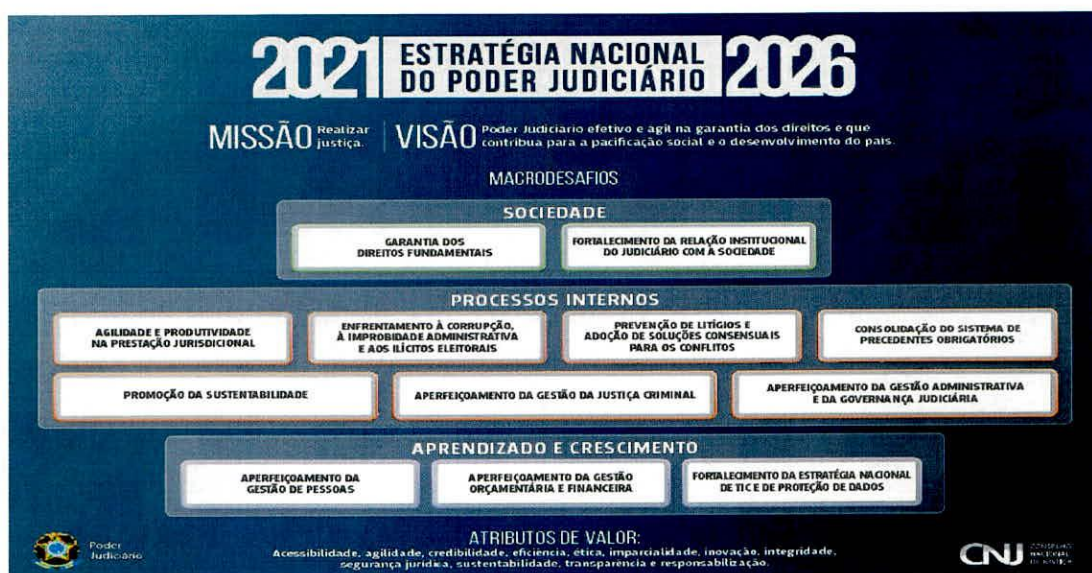 2021 ESTRATÉGIA NACIONAL DO PODER JUDICIÁRIO 2026
MISSÃO Realizar justiça.
VISÃO Poder Judiciário efetivo e ágil na garantia dos direitos e que
contribua para a pacificação social e o desenvolvimento do país.
MACRODESAFIOS
SOCIEDADE
GARANTIA DOS
DIREITOS FUNDAMENTAIS
FORTALECIMENTO DA RELAÇÃO INSTITUCIONAL
DO JUDICIÁRIO COM A SOCIEDADE
PROCESSOS INTERNOS
AGILIDADE E PRODUTIVIDADE
NA PRESTAÇÃO JURISDICIONAL
ENFRENTAMENTO À CORRUPÇÃO,
À IMPROBIDADE ADMINISTRATIVA
E AOS ILÍCITOS ELEITORAIS
PREVENÇÃO DE LITÍGIOS E
ADOÇÃO DE SOLUÇÕES CONSENSUAIS
PARA OS CONFLITOS
CONSOLIDAÇÃO DO SISTEMA DE
PRECEDENTES OBRIGATÓRIOS
PROMOÇÃO DA SUSTENTABILIDADE
APERFEIÇOAMENTO DA GESTÃO DA JUSTIÇA CRIMINAL
APERFEIÇOAMENTO DA GESTÃO ADMINISTRATIVA
E DA GOVERNANÇA JUDICIÁRIA
APRENDIZADO E CRESCIMENTO
APERFEIÇOAMENTO DA
GESTÃO DE PESSOAS
APERFEIÇOAMENTO DA GESTÃO
ORÇAMENTÁRIA E FINANCEIRA
FORTALECIMENTO DA ESTRATÉGIA NACIONAL
DE TIC E DE PROTEÇÃO DE DADOS
ATRIBUTOS DE VALOR:
Acessibilidade, agilidade, credibilidade, eficiência, ética, imparcialidade, inovação, integridade,
segurança jurídica, sustentabilidade, transparência e responsabilização.
Poder
Judiciário
CNJ
CONSELHO
NACIONAL
DE JUSTIÇA